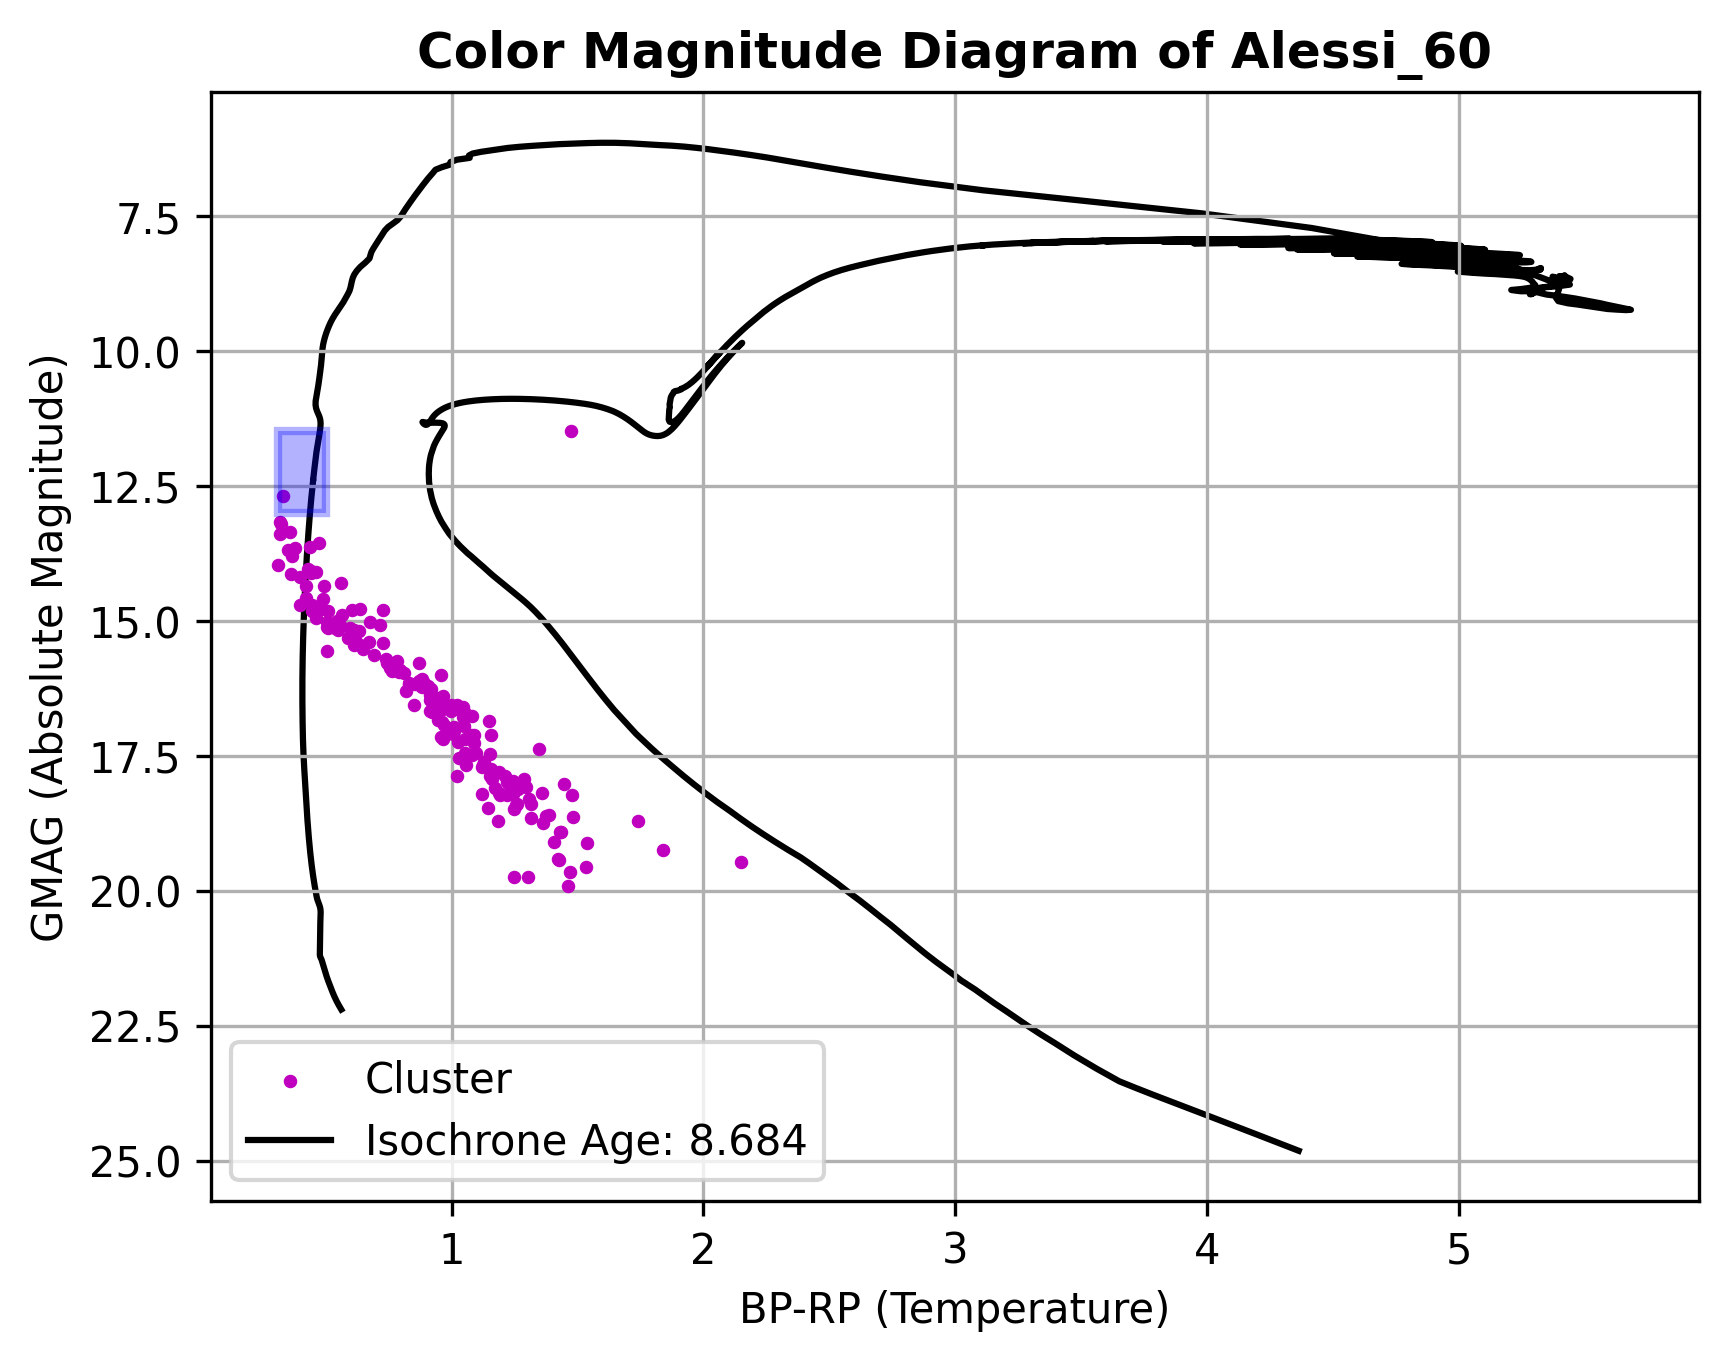 Color Magnitude Diagram of Alessi_60
GMAG (Absolute Magnitude)
7.5
10.0
12.5
15.0
17.5
20.0
22.5
25.0
Cluster
Isochrone Age: 8.684
1 2 3 4 5
BP-RP (Temperature)